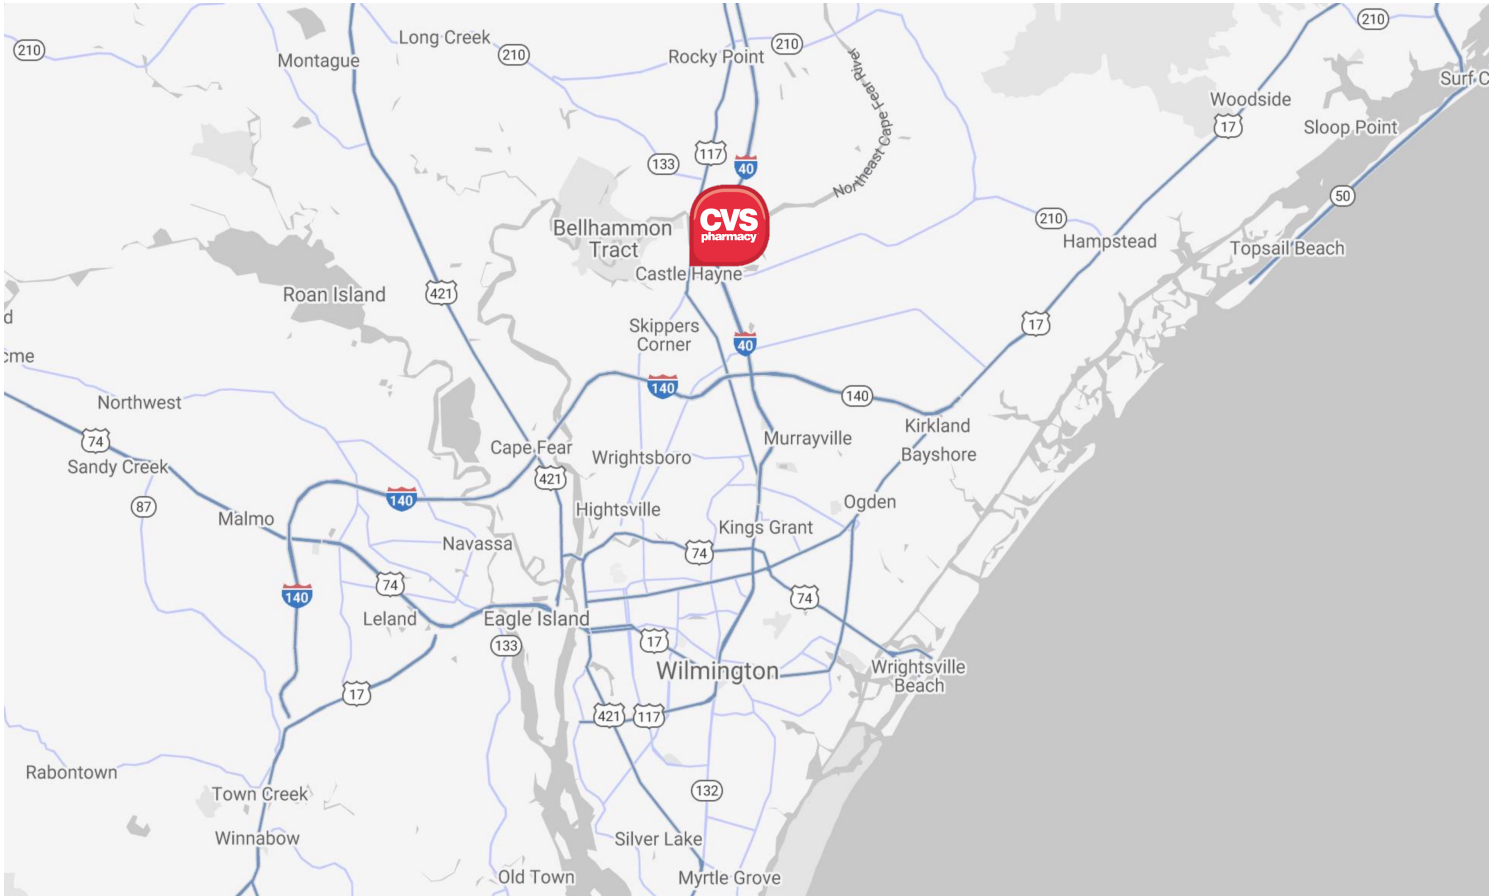 210
Long Creek
210
Montague
Rocky Point
210
210
Surf C
Woodside
17
Sloop Point
Northeast Cape Fear River
133
117
40
50
CVS
pharmacy
Bellhammon
Tract
210
Hampstead
Topsail Beach
Castle Hayne
Roan Island
421
d
Skippers
Corner
40
17
cme
140
140
Northwest
Kirkland
74
Sandy Creek
Cape Fear
Wrightsboro
Murrayville
Bayshore
87
140
421
Ogden
Malmo
Hightsville
Kings Grant
Navassa
74
140
74
74
Leland
Eagle Island
133
17
Wilmington
Wrightsville
Beach
17
421
117
Rabontown
Town Creek
132
Winnabow
Silver Lake
Old Town
Myrtle Grove